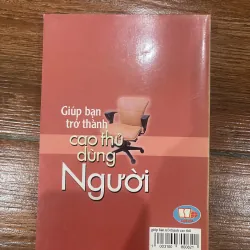 Giúp bạn
trở thành
cao thủ
dùng
Người